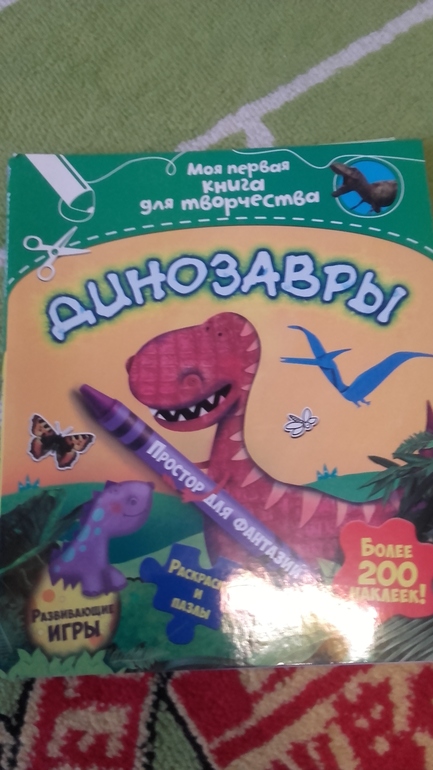 Моя первая
книга
для творчества
ДИНОЗАВРЫ
Простор для фантазии
Более
200
наклеек!
Раскраски
и
пазлы
Развивающие
игры